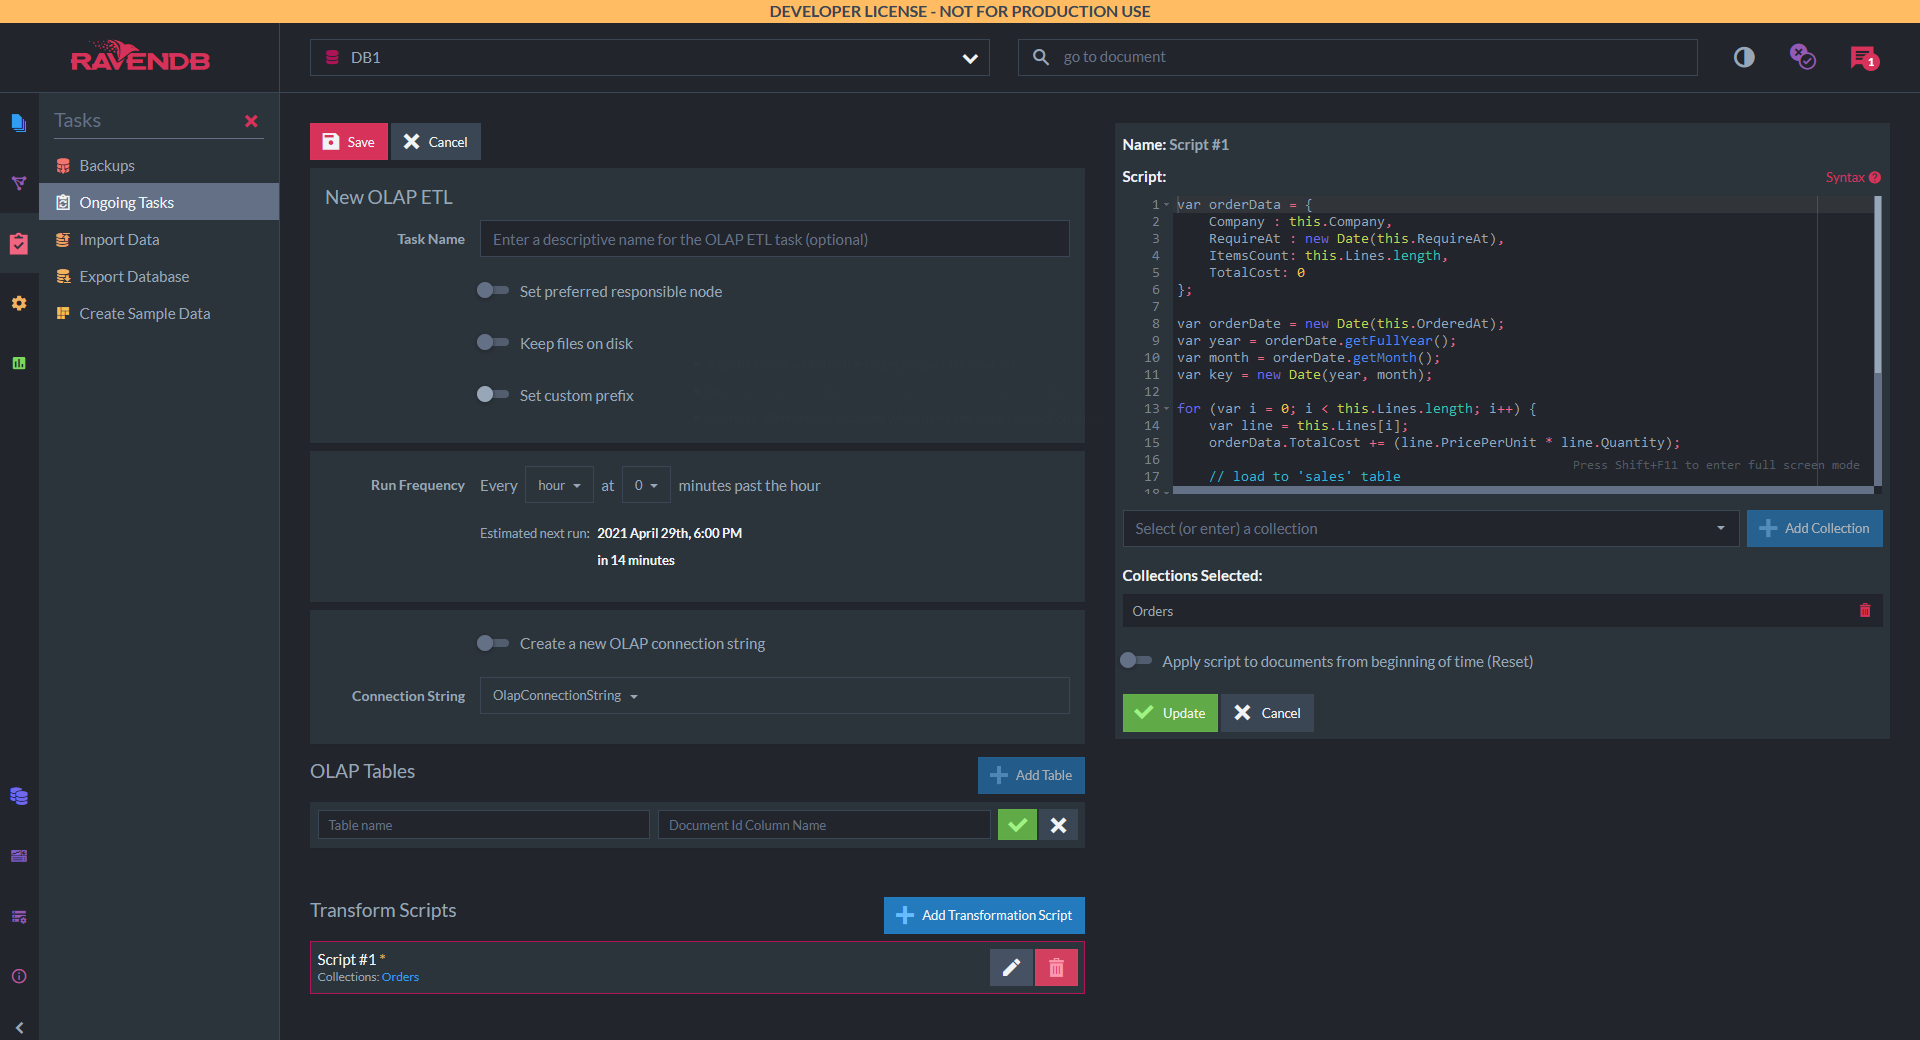 DEVELOPER LICENSE - NOT FOR PRODUCTION USE
RAVENDB
DB1
go to document
1
Tasks
Backups
Ongoing Tasks
Import Data
Export Database
Create Sample Data
Save
Cancel
New OLAP ETL
Task Name
Enter a descriptive name for the OLAP ETL task (optional)
Set preferred responsible node
Keep files on disk
Set custom prefix
Run Frequency Every hour at 0 minutes past the hour
Estimated next run: 2021 April 29th, 6:00 PM
in 14 minutes
Create a new OLAP connection string
Connection String
OlapConnectionString
OLAP Tables
Add Table
Table name
Document Id Column Name
Transform Scripts
Add Transformation Script
Script #1 *
Collections: Orders
Name: Script #1
Script:
Syntax
1 var orderData = {
2     Company : this.Company,
3     RequireAt : new Date(this.RequireAt),
4     ItemsCount: this.Lines.length,
5     TotalCost: 0
6 };
7
8 var orderDate = new Date(this.OrderedAt);
9 var year = orderDate.getFullYear();
10 var month = orderDate.getMonth();
11 var key = new Date(year, month);
12
13 for (var i = 0; i < this.Lines.length; i++) {
14     var line = this.Lines[i];
15     orderData.TotalCost += (line.PricePerUnit * line.Quantity);
16
Press Shift+F11 to enter full screen mode
17     // load to 'sales' table
18
Select (or enter) a collection
Add Collection
Collections Selected:
Orders
Apply script to documents from beginning of time (Reset)
Update
Cancel